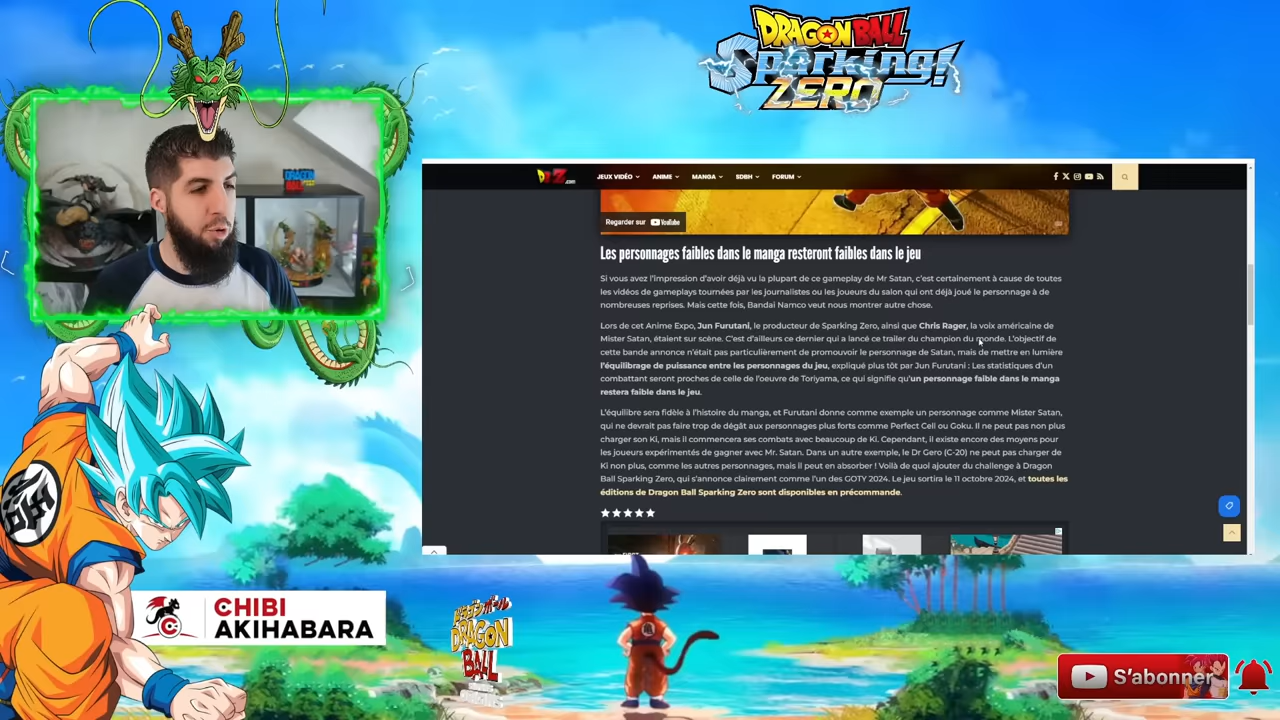 DRAGON BALL
Sparking!
ZERO
DRAGON
BALL
DBZ.com
JEUX VIDÉO
ANIME
MANGA
SDBH
FORUM
Regarder sur YouTube
Les personnages faibles dans le manga resteront faibles dans le jeu
Si vous avez l'impression d'avoir déjà vu la plupart de ce gameplay de Mr Satan, c'est certainement à cause de toutes
les vidéos de gameplays tournées par les journalistes ou les joueurs du salon qui ont déjà joué le personnage à de
nombreuses reprises. Mais cette fois, Bandai Namco veut nous montrer autre chose.
Lors de cet Anime Expo, Jun Furutani, le producteur de Sparking Zero, ainsi que Chris Rager, la voix américaine de
Mister Satan, étaient sur scène. C'est d'ailleurs ce dernier qui a lancé ce trailer du champion du monde. L'objectif de
cette bande annonce n'était pas particulièrement de promouvoir le personnage de Satan, mais de mettre en lumière
l'équilibrage de puissance entre les personnages du jeu, expliqué plus tôt par Jun Furutani : Les statistiques d'un
combattant seront proches de celle de l'oeuvre de Toriyama, ce qui signifie qu'un personnage faible dans le manga
restera faible dans le jeu.
L'équilibre sera fidèle à l'histoire du manga, et Furutani donne comme exemple un personnage comme Mister Satan,
qui ne devrait pas faire trop de dégât aux personnages plus forts comme Perfect Cell ou Goku. Il ne peut pas non plus
charger son Ki, mais il commencera ses combats avec beaucoup de Ki. Cependant, il existe encore des moyens pour
les joueurs expérimentés de gagner avec Mr. Satan. Dans un autre exemple, le Dr Gero (C-20) ne peut pas charger de
Ki non plus, comme les autres personnages, mais il peut en absorber ! Voilà de quoi ajouter du challenge à Dragon
Ball Sparking Zero, qui s'annonce clairement comme l'un des GOTY 2024. Le jeu sortira le 11 octobre 2024, et toutes les
éditions de Dragon Ball Sparking Zero sont disponibles en précommande.
CHIBI
AKIHABARA
ドラゴンボール
DRAGON
BALL
S'abonner